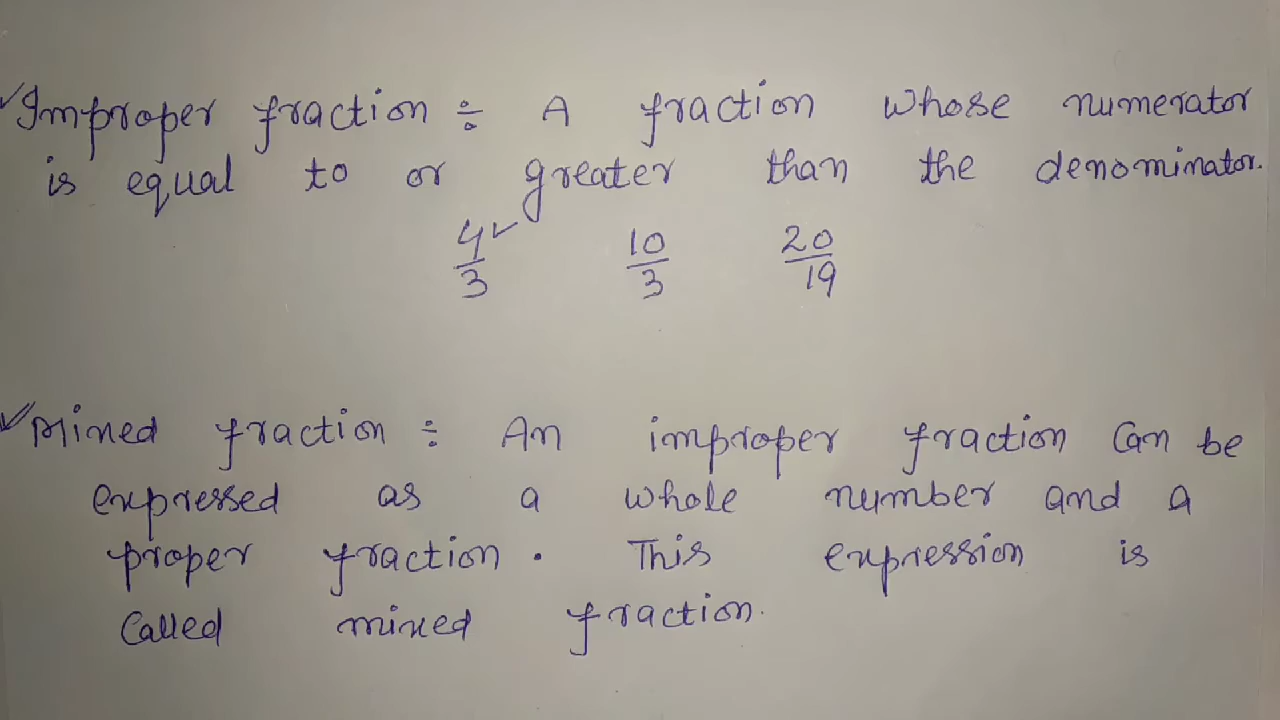 ✓Improper fraction ÷ A fraction whose numerator
is equal to or greater than the denominator.
4/3✓ 10/3 20/19
✓Mixed fraction ÷ An improper fraction Can be
expressed as a whole number and a
proper fraction. This expression is
Called mixed fraction.